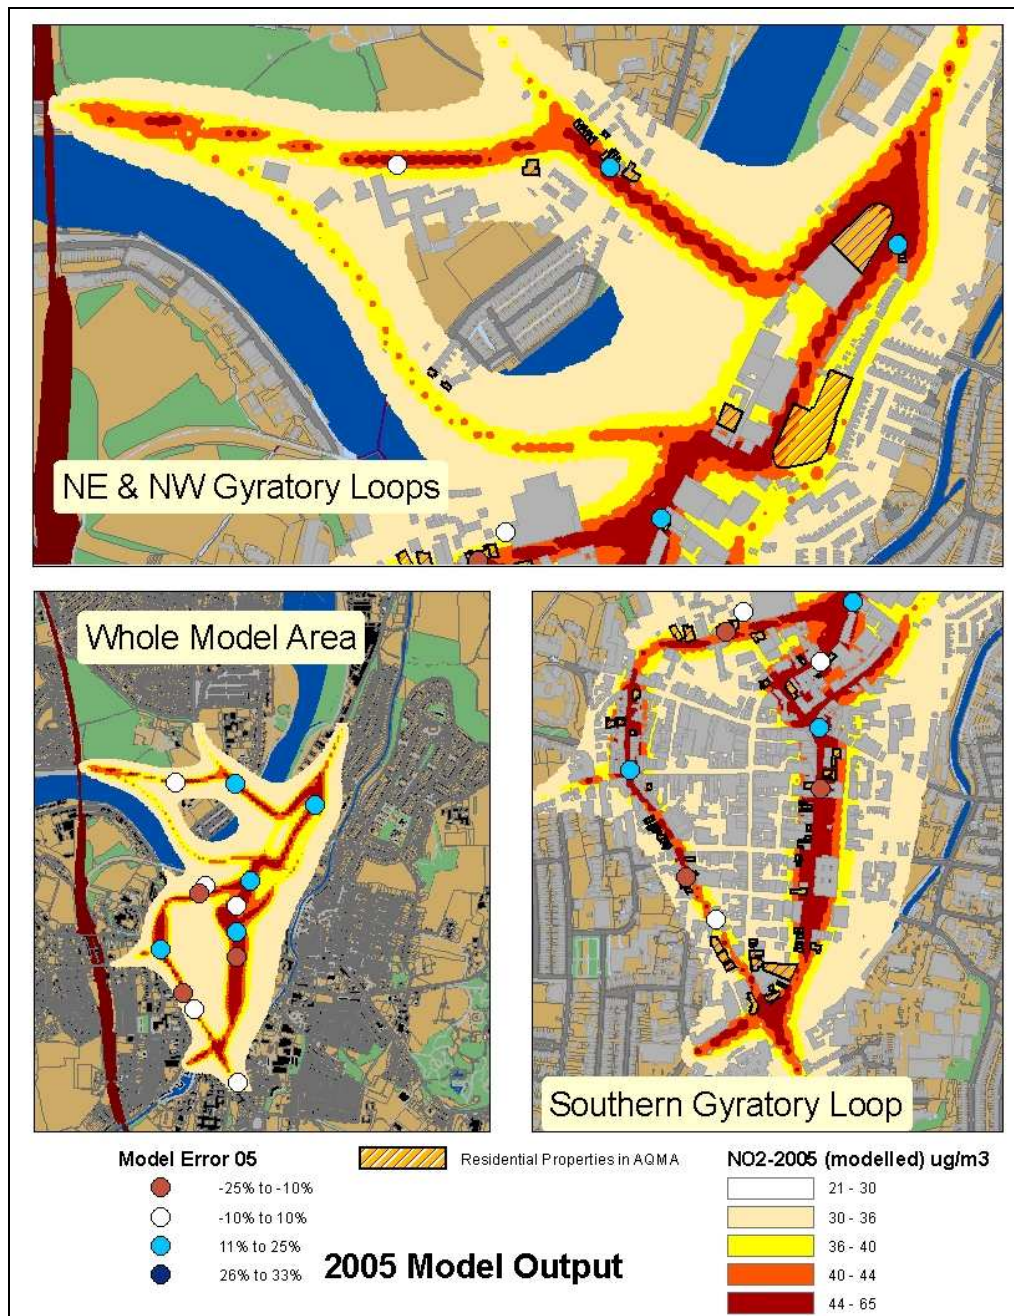 NE & NW Gyratory Loops
Whole Model Area
Southern Gyratory Loop
Model Error 05
-25% to -10%
-10% to 10%
11% to 25%
26% to 33%
Residential Properties in AQMA
2005 Model Output
NO2-2005 (modelled) ug/m3
21 - 30
30 - 36
36 - 40
40 - 44
44 - 65